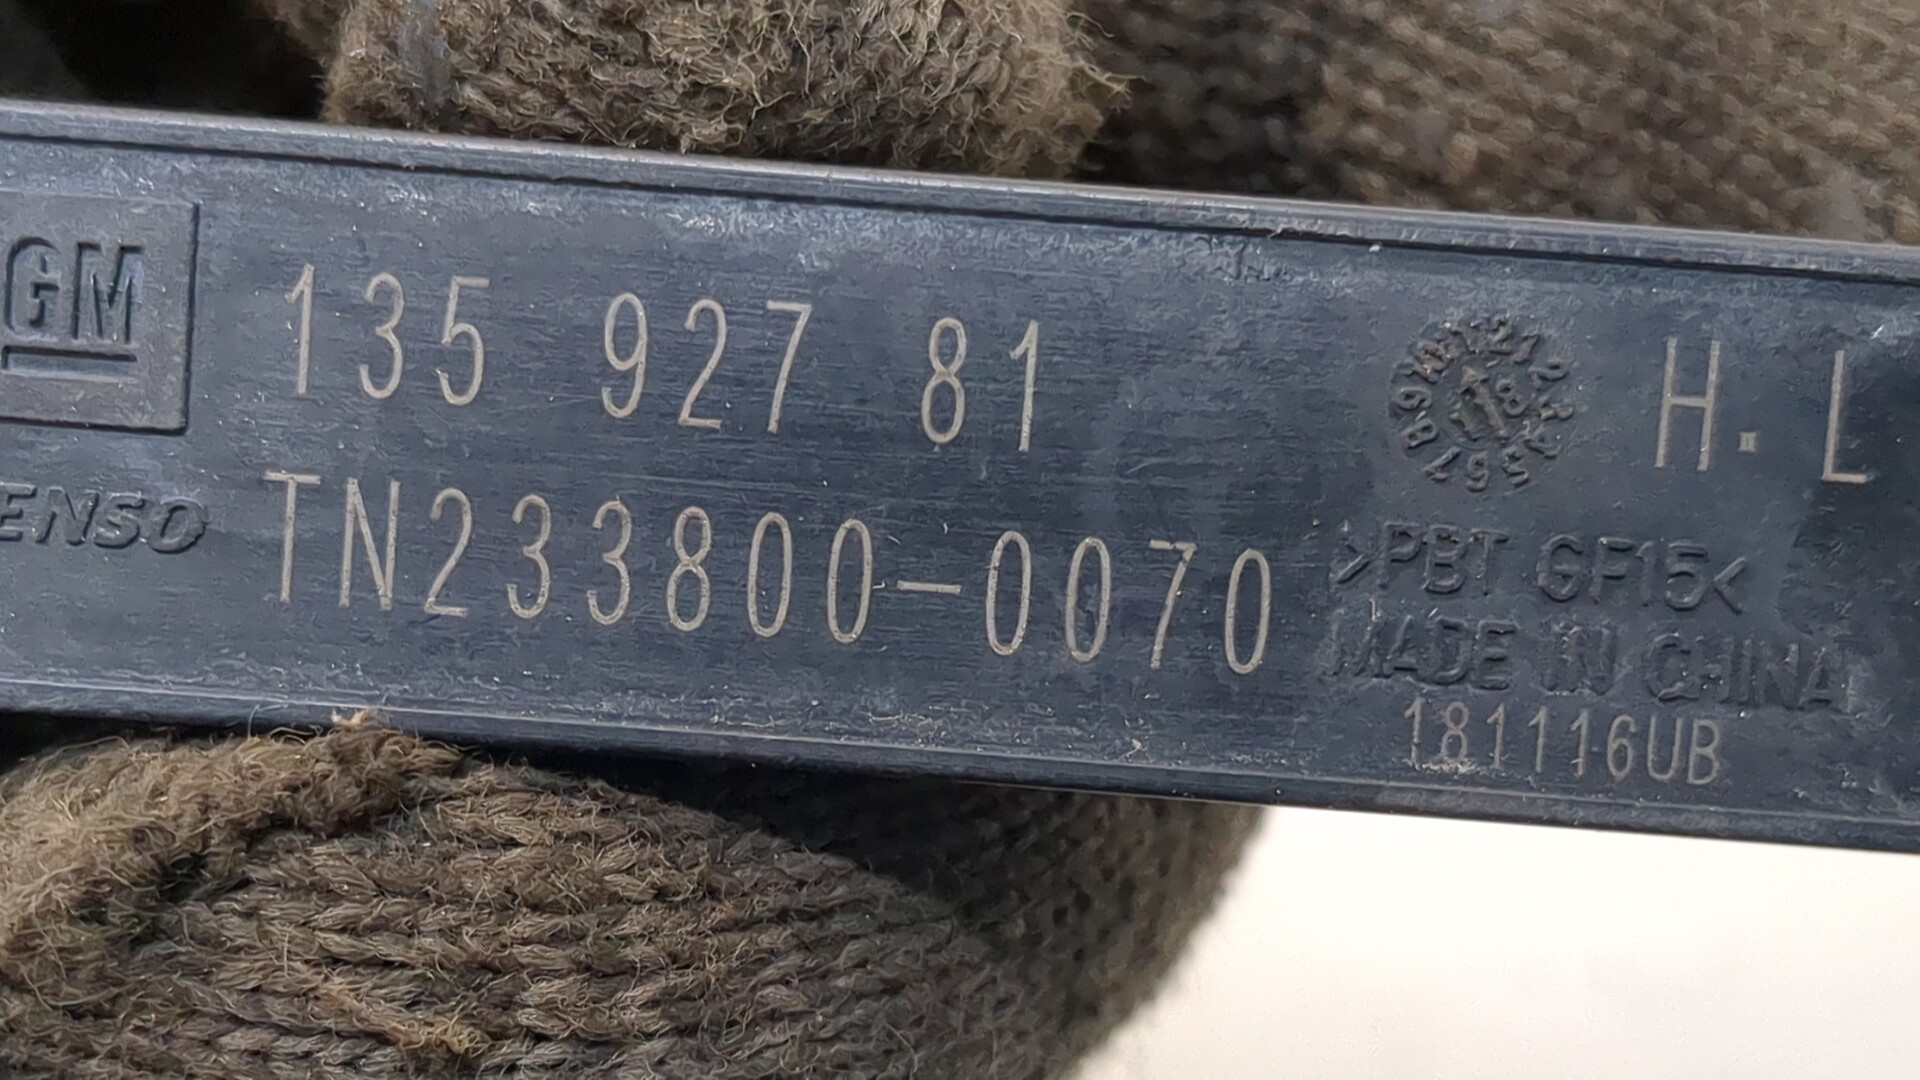 GM
135 927 81
H.L
ENSO
TN233800-0070
>PBT GF15<
MADE IN CHINA
181116UB